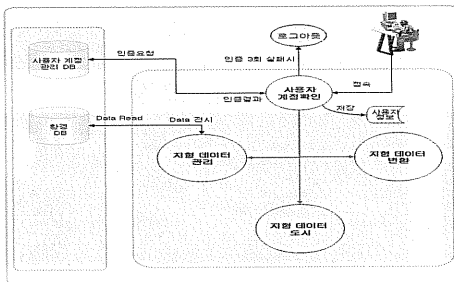 로그아웃
사용자 계정
관리 DB
인증요청
인증 3회 실패시
접속
사용자
계정확인
인증결과
저장
사용자
정보
환경
DB
Data Read
Data 전시
지형 데이터
관리
지형 데이터
변환
지형 데이터
도시